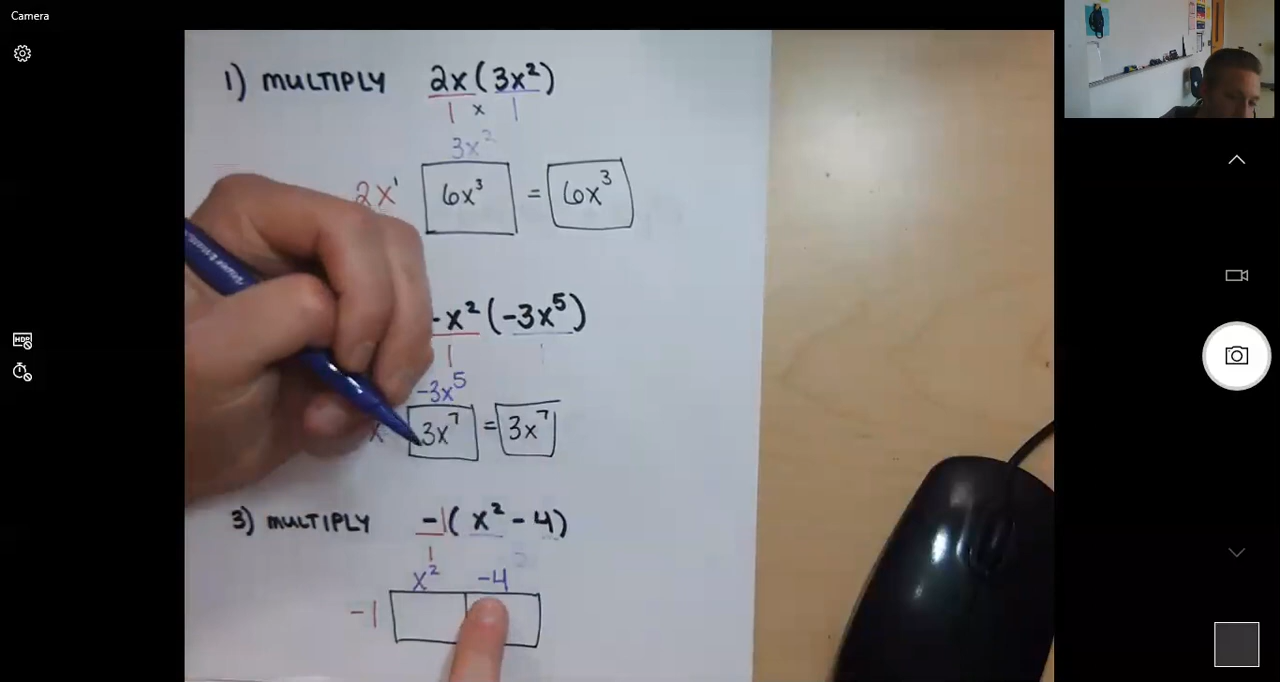 Camera
1) MULTIPLY 2x(3x²)
1 x 1
3x²
2x¹ 6x³ = 6x³
-x²(-3x⁵)
1
-3x⁵
3x⁷ = 3x⁷
3) MULTIPLY -1(x² - 4)
1
x² -4
-1